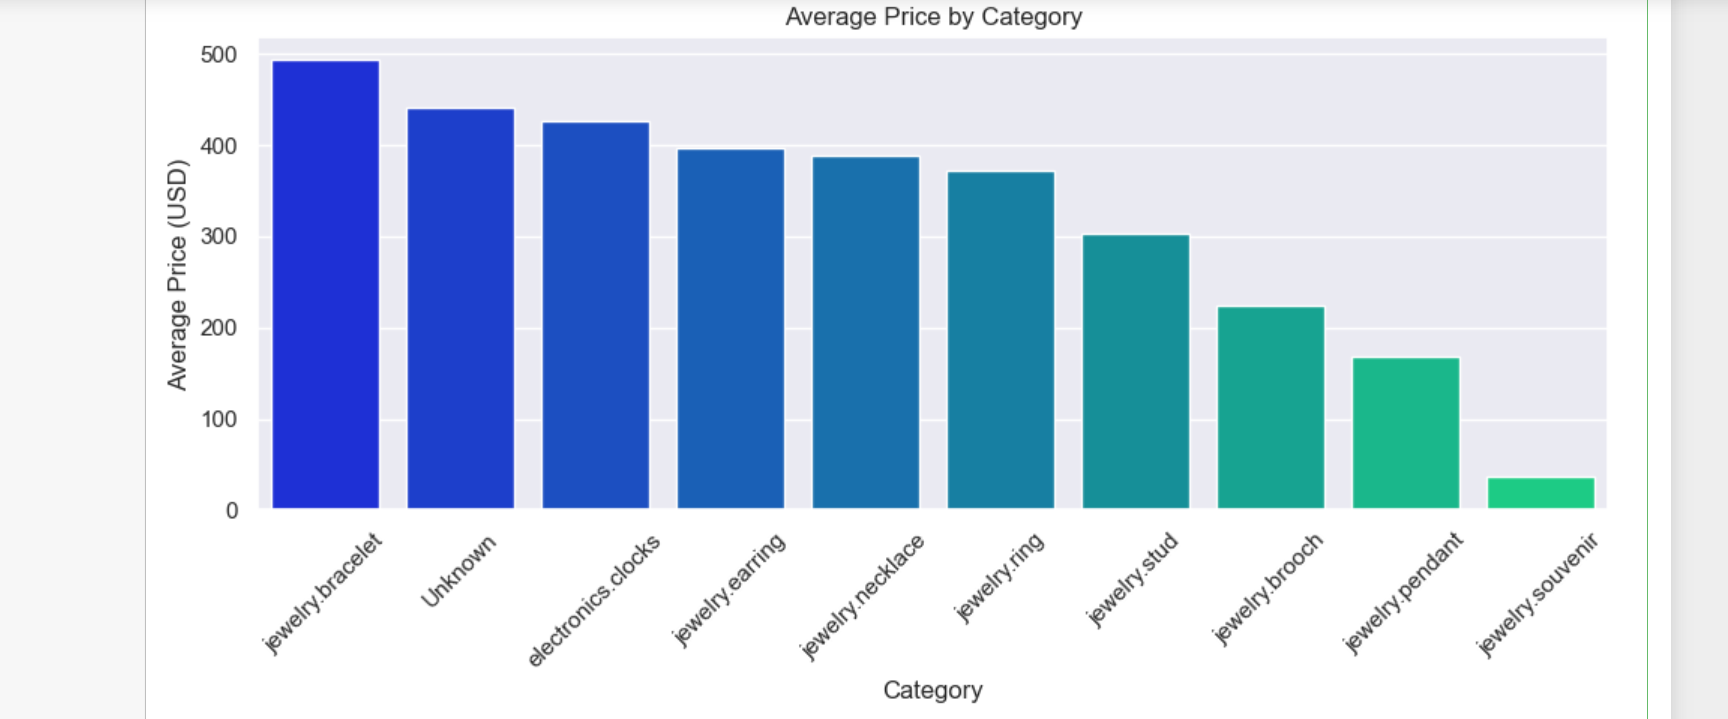 Average Price by Category
Average Price (USD)
500
400
300
200
100
0
jewelry.bracelet
Unknown
electronics.clocks
jewelry.earring
jewelry.necklace
jewelry.ring
jewelry.stud
jewelry.brooch
jewelry.pendant
jewelry.souvenir
Category